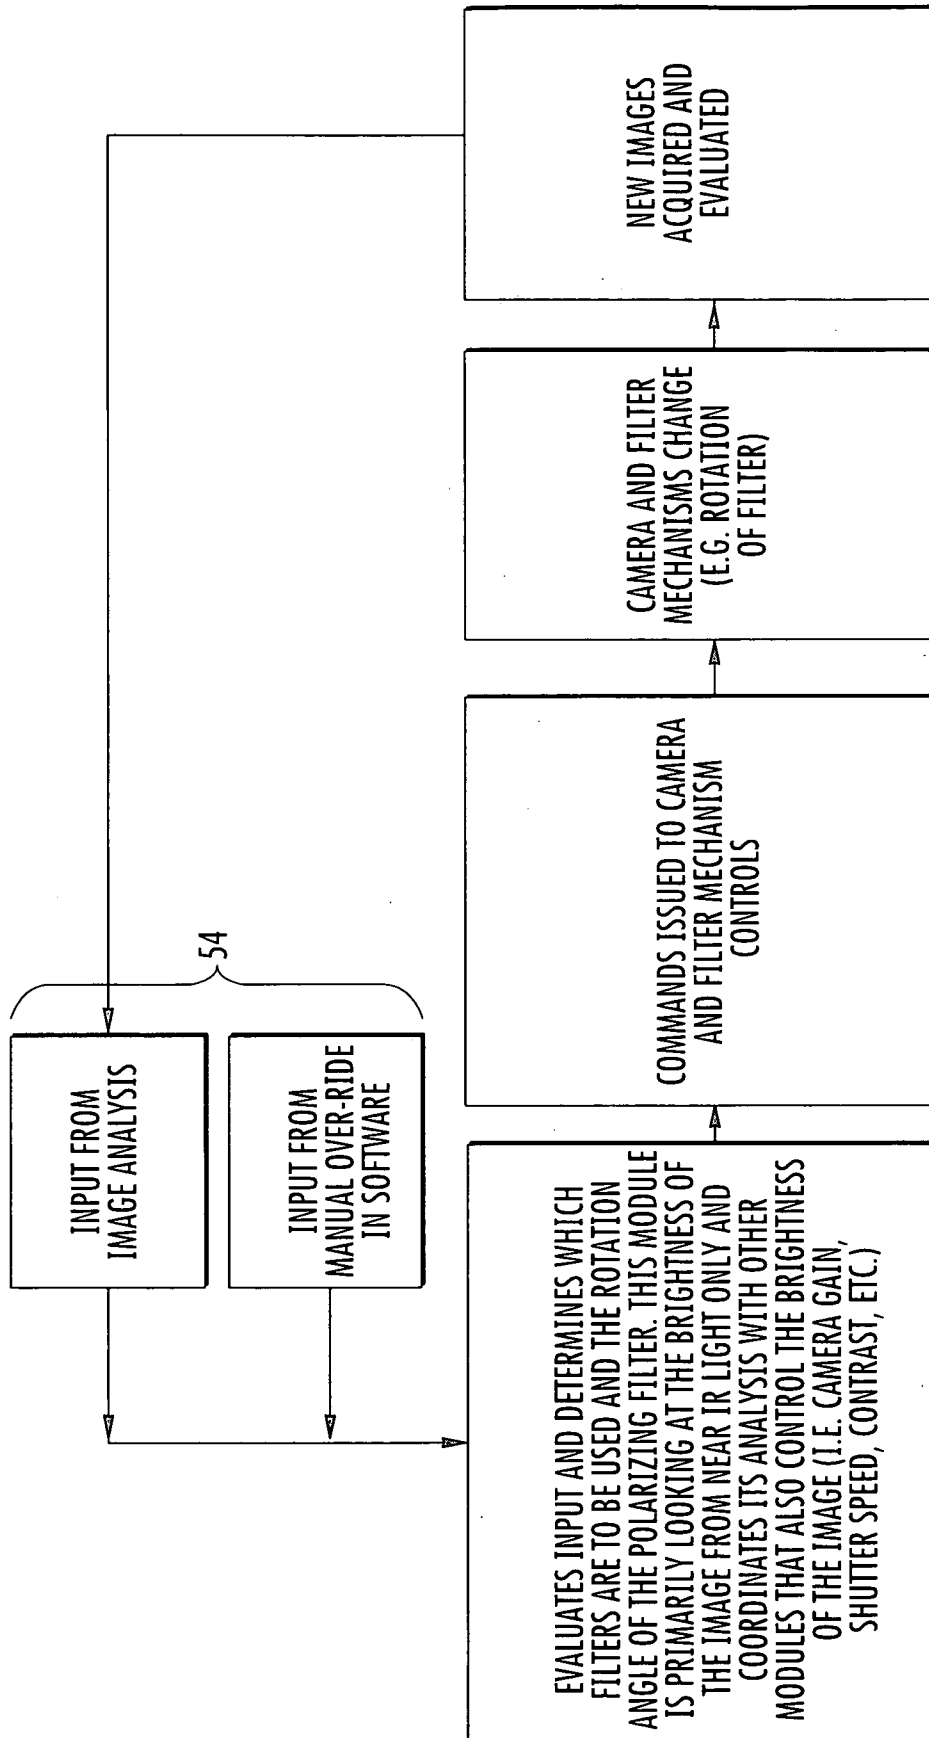 INPUT FROM
IMAGE ANALYSIS
INPUT FROM
MANUAL OVER-RIDE
IN SOFTWARE
54
EVALUATES INPUT AND DETERMINES WHICH
FILTERS ARE TO BE USED AND THE ROTATION
ANGLE OF THE POLARIZING FILTER. THIS MODULE
IS PRIMARILY LOOKING AT THE BRIGHTNESS OF
THE IMAGE FROM NEAR IR LIGHT ONLY AND
COORDINATES ITS ANALYSIS WITH OTHER
MODULES THAT ALSO CONTROL THE BRIGHTNESS
OF THE IMAGE (I.E. CAMERA GAIN,
SHUTTER SPEED, CONTRAST, ETC.)
COMMANDS ISSUED TO CAMERA
AND FILTER MECHANISM
CONTROLS
CAMERA AND FILTER
MECHANISMS CHANGE
(E.G. ROTATION
OF FILTER)
NEW IMAGES
ACQUIRED AND
EVALUATED